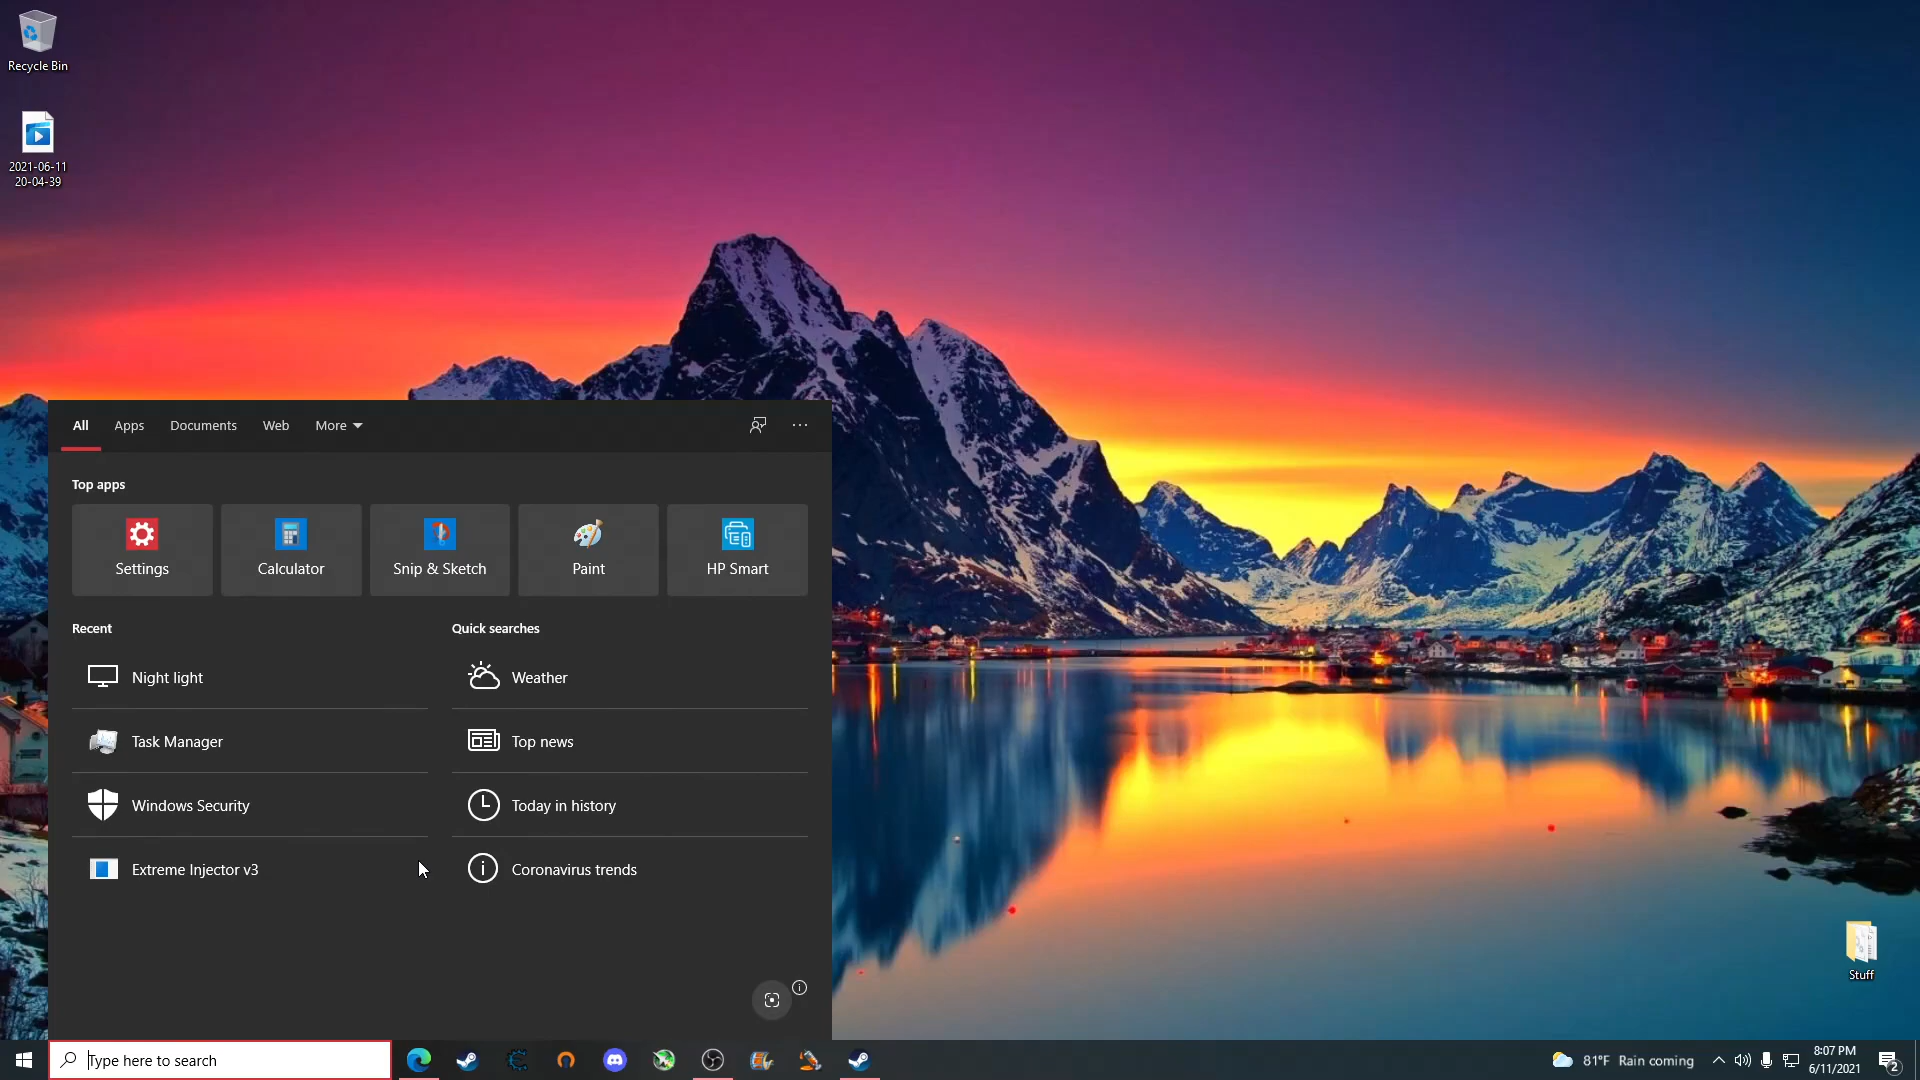 Recycle Bin
2021-06-11
20-04-39
All
Apps
Documents
Web
More
Top apps
Settings
Calculator
Snip & Sketch
Paint
HP Smart
Recent
Quick searches
Night light
Weather
Task Manager
Top news
Windows Security
Today in history
Extreme Injector v3
Coronavirus trends
Stuff
Type here to search
81°F Rain coming
8:07 PM
6/11/2021
2